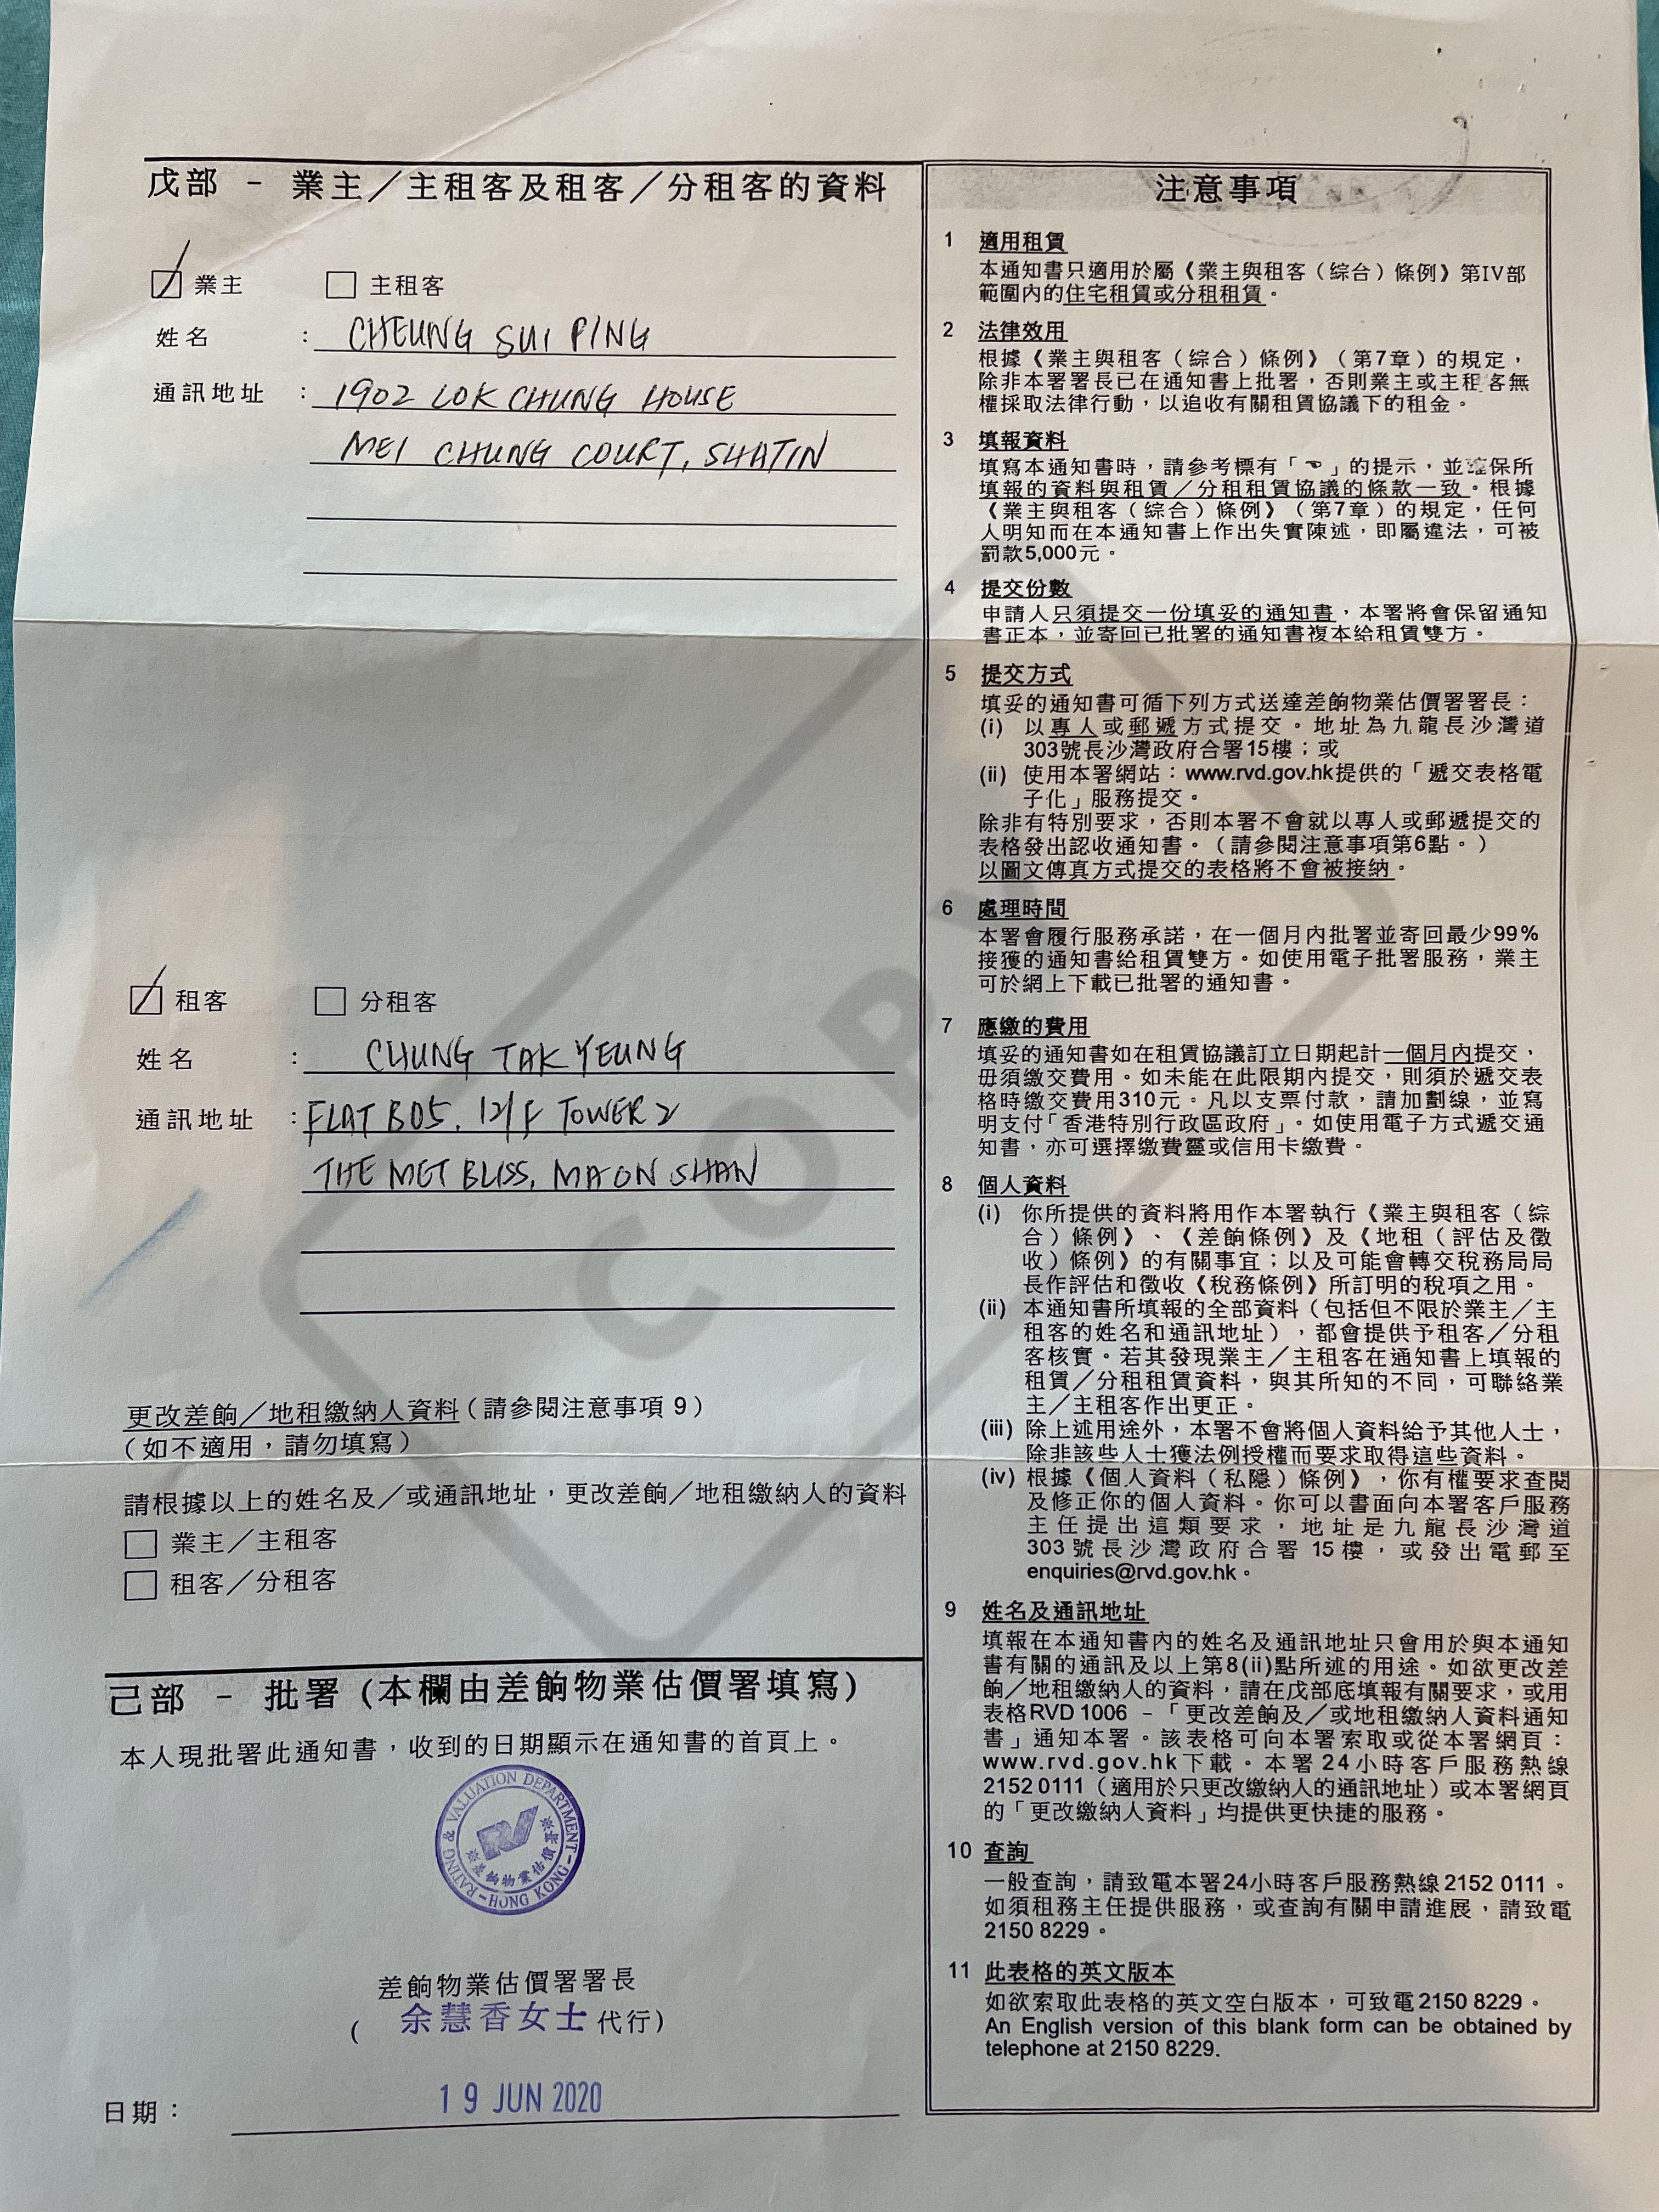 戊部 - 業主／主租客及租客／分租客的資料
業主
主租客
姓名 : CHEUNG SUI PING
通訊地址 : 1902 LOK CHUNG HOUSE
MEI CHUNG COURT, SHATIN
租客
分租客
姓名 : CHUNG TAK YEUNG
通訊地址 : FLAT B05, 12/F TOWER 2
THE MET BLISS, MA ON SHAN
更改差餉／地租繳納人資料（請參閱注意事項 9）
（如不適用，請勿填寫）
請根據以上的姓名及／或通訊地址，更改差餉／地租繳納人的資料
業主／主租客
租客／分租客
己部 - 批署 (本欄由差餉物業估價署填寫)
本人現批署此通知書，收到的日期顯示在通知書的首頁上。
RATING & VALUATION DEPARTMENT
RV
※差餉物業估價署※
HONG KONG
差餉物業估價署署長
( 余慧香女士 代行)
日期： 19 JUN 2020
注意事項
1 適用租賃
本通知書只適用於屬《業主與租客（綜合）條例》第IV部
範圍內的住宅租賃或分租租賃。
2 法律效用
根據《業主與租客（綜合）條例》（第7章）的規定，
除非本署署長已在通知書上批署，否則業主或主租客無
權採取法律行動，以追收有關租賃協議下的租金。
3 填報資料
填寫本通知書時，請參考標有「☜」的提示，並確保所
填報的資料與租賃／分租租賃協議的條款一致。根據
《業主與租客（綜合）條例》（第7章）的規定，任何
人明知而在本通知書上作出失實陳述，即屬違法，可被
罰款5,000元。
4 提交份數
申請人只須提交一份填妥的通知書，本署將會保留通知
書正本，並寄回已批署的通知書複本給租賃雙方。
5 提交方式
填妥的通知書可循下列方式送達差餉物業估價署署長：
(i) 以專人或郵遞方式提交。地址為九龍長沙灣道
303號長沙灣政府合署15樓；或
(ii) 使用本署網站：www.rvd.gov.hk提供的「遞交表格電
子化」服務提交。
除非有特別要求，否則本署不會就以專人或郵遞提交的
表格發出認收通知書。（請參閱注意事項第6點。）
以圖文傳真方式提交的表格將不會被接納。
6 處理時間
本署會履行服務承諾，在一個月內批署並寄回最少99%
接獲的通知書給租賃雙方。如使用電子批署服務，業主
可於網上下載已批署的通知書。
7 應繳的費用
填妥的通知書如在租賃協議訂立日期起計一個月內提交，
毋須繳交費用。如未能在此限期內提交，則須於遞交表
格時繳交費用310元。凡以支票付款，請加劃線，並寫
明支付「香港特別行政區政府」。如使用電子方式遞交通
知書，亦可選擇繳費靈或信用卡繳費。
8 個人資料
(i) 你所提供的資料將用作本署執行《業主與租客（綜
合）條例》、《差餉條例》及《地租（評估及徵
收）條例》的有關事宜；以及可能會轉交稅務局局
長作評估和徵收《稅務條例》所訂明的稅項之用。
(ii) 本通知書所填報的全部資料（包括但不限於業主／主
租客的姓名和通訊地址），都會提供予租客／分租
客核實。若其發現業主／主租客在通知書上填報的
租賃／分租租賃資料，與其所知的不同，可聯絡業
主／主租客作出更正。
(iii) 除上述用途外，本署不會將個人資料給予其他人士，
除非該些人士獲法例授權而要求取得這些資料。
(iv) 根據《個人資料（私隱）條例》，你有權要求查閱
及修正你的個人資料。你可以書面向本署客戶服務
主任提出這類要求，地址是九龍長沙灣道
303號長沙灣政府合署15樓，或發出電郵至
enquiries@rvd.gov.hk。
9 姓名及通訊地址
填報在本通知書內的姓名及通訊地址只會用於與本通知
書有關的通訊及以上第8(ii)點所述的用途。如欲更改差
餉／地租繳納人的資料，請在戊部底填報有關要求，或用
表格RVD 1006 –「更改差餉及／或地租繳納人資料通知
書」通知本署。該表格可向本署索取或從本署網頁：
www.rvd.gov.hk下載。本署24小時客戶服務熱線
2152 0111（適用於只更改繳納人的通訊地址）或本署網頁
的「更改繳納人資料」均提供更快捷的服務。
10 查詢
一般查詢，請致電本署24小時客戶服務熱線2152 0111。
如須租務主任提供服務，或查詢有關申請進展，請致電
2150 8229。
11 此表格的英文版本
如欲索取此表格的英文空白版本，可致電2150 8229。
An English version of this blank form can be obtained by
telephone at 2150 8229.
COPY